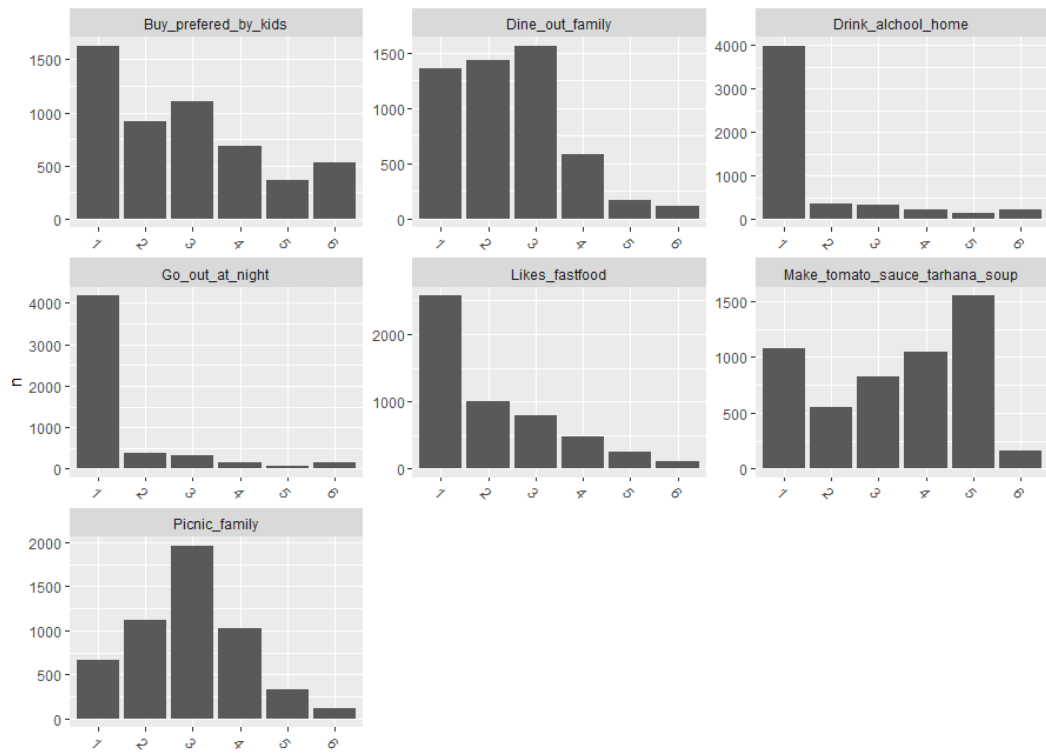 Buy_prefered_by_kids
Dine_out_family
Drink_alchool_home
1500
1000
500
0
1500
1000
500
0
4000
3000
2000
1000
0
1 2 3 4 5 6
1 2 3 4 5 6
1 2 3 4 5 6
Go_out_at_night
Likes_fastfood
Make_tomato_sauce_tarhana_soup
n
4000
3000
2000
1000
0
2000
1000
0
1500
1000
500
0
1 2 3 4 5 6
1 2 3 4 5 6
1 2 3 4 5 6
Picnic_family
2000
1500
1000
500
0
1 2 3 4 5 6